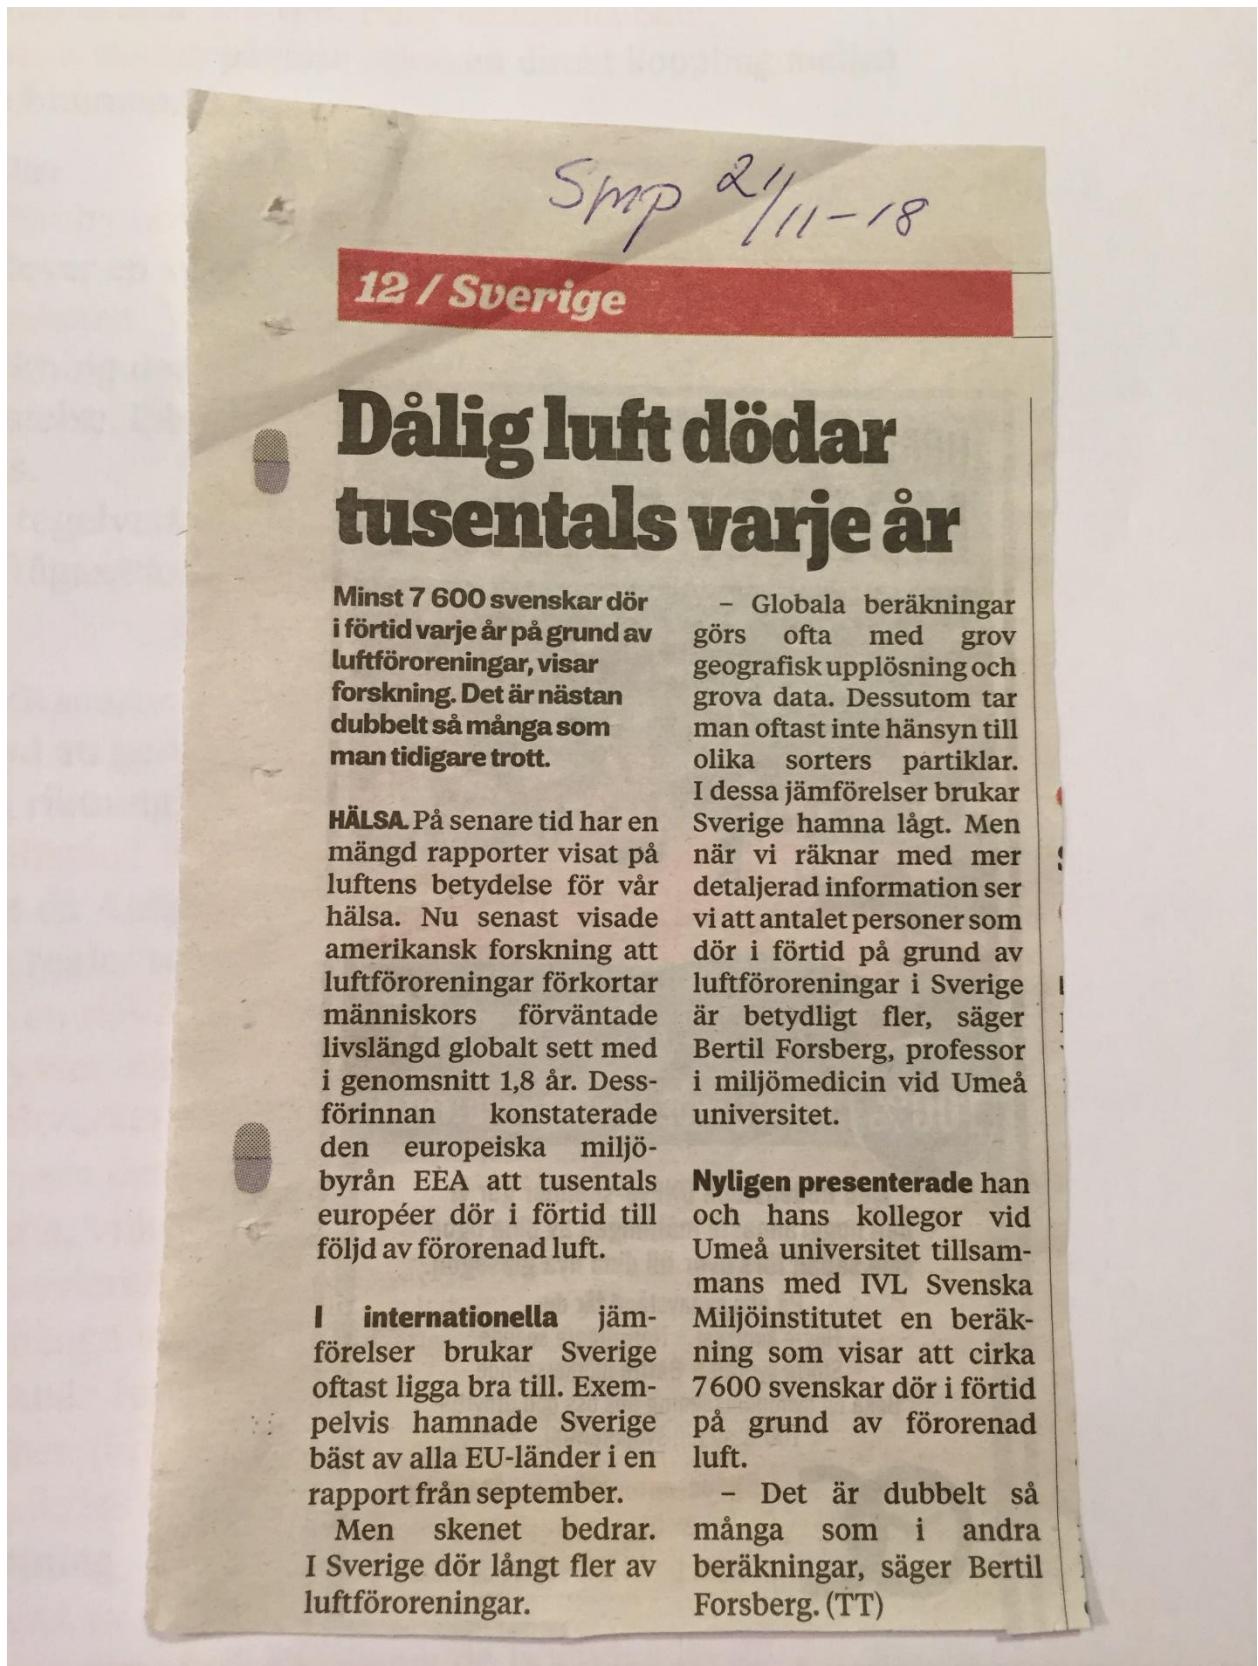 Smp 21/11-18
12 / Sverige
Dålig luft dödar
tusentals varje år
Minst 7 600 svenskar dör
i förtid varje år på grund av
luftföroreningar, visar
forskning. Det är nästan
dubbelt så många som
man tidigare trott.
HÄLSA. På senare tid har en
mängd rapporter visat på
luftens betydelse för vår
hälsa. Nu senast visade
amerikansk forskning att
luftföroreningar förkortar
människors förväntade
livslängd globalt sett med
i genomsnitt 1,8 år. Dess-
förinnan konstaterade
den europeiska miljö-
byrån EEA att tusentals
européer dör i förtid till
följd av förorenad luft.
I internationella jäm-
förelser brukar Sverige
oftast ligga bra till. Exem-
pelvis hamnade Sverige
bäst av alla EU-länder i en
rapport från september.
Men skenet bedrar.
I Sverige dör långt fler av
luftföroreningar.
– Globala beräkningar
görs ofta med grov
geografisk upplösning och
grova data. Dessutom tar
man oftast inte hänsyn till
olika sorters partiklar.
I dessa jämförelser brukar
Sverige hamna lågt. Men
när vi räknar med mer
detaljerad information ser
vi att antalet personer som
dör i förtid på grund av
luftföroreningar i Sverige
är betydligt fler, säger
Bertil Forsberg, professor
i miljömedicin vid Umeå
universitet.
Nyligen presenterade han
och hans kollegor vid
Umeå universitet tillsam-
mans med IVL Svenska
Miljöinstitutet en beräk-
ning som visar att cirka
7600 svenskar dör i förtid
på grund av förorenad
luft.
– Det är dubbelt så
många som i andra
beräkningar, säger Bertil
Forsberg. (TT)